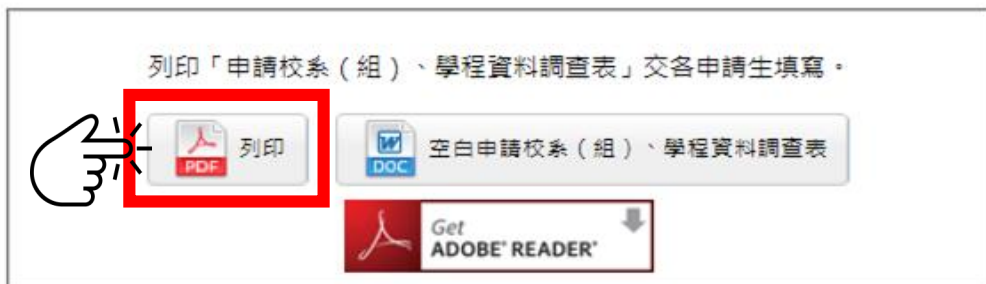 列印「申請校系(組)、學程資料調查表」交各申請生填寫。
PDF 列印
DOC 空白申請校系(組)、學程資料調查表
Get
ADOBE® READER®